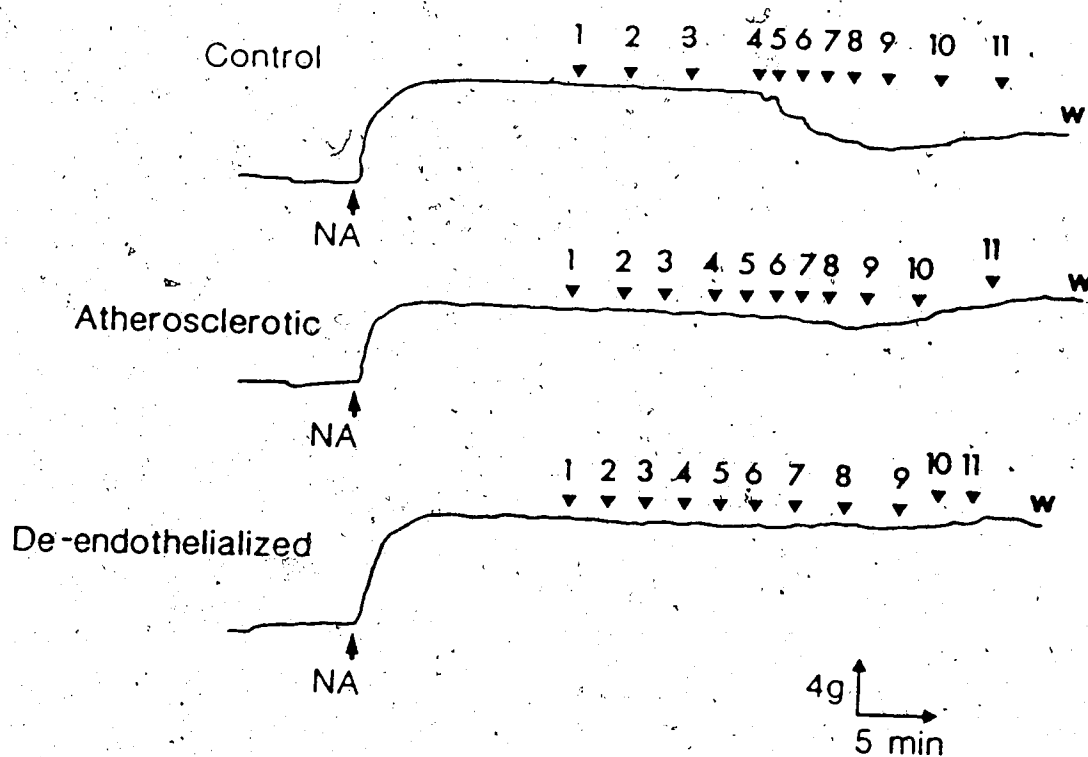 Control
1 2 3 4 5 6 7 8 9 10 11
W
NA
Atherosclerotic
1 2 3 4 5 6 7 8 9 10 11
W
NA
De-endothelialized
1 2 3 4 5 6 7 8 9 10 11
W
NA
4g
5 min